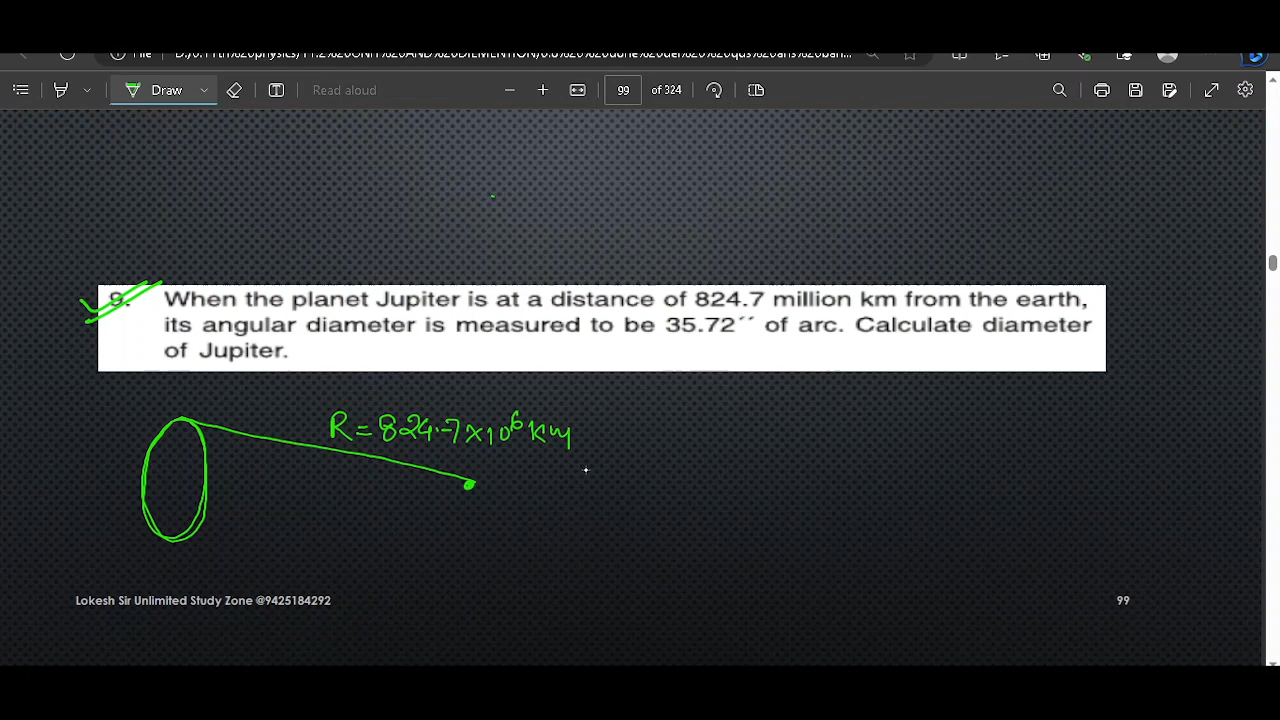 Draw
Read aloud
99 of 324
9. When the planet Jupiter is at a distance of 824.7 million km from the earth,
its angular diameter is measured to be 35.72´´ of arc. Calculate diameter
of Jupiter.
R = 824.7 x 10⁶ km
Lokesh Sir Unlimited Study Zone @9425184292
99